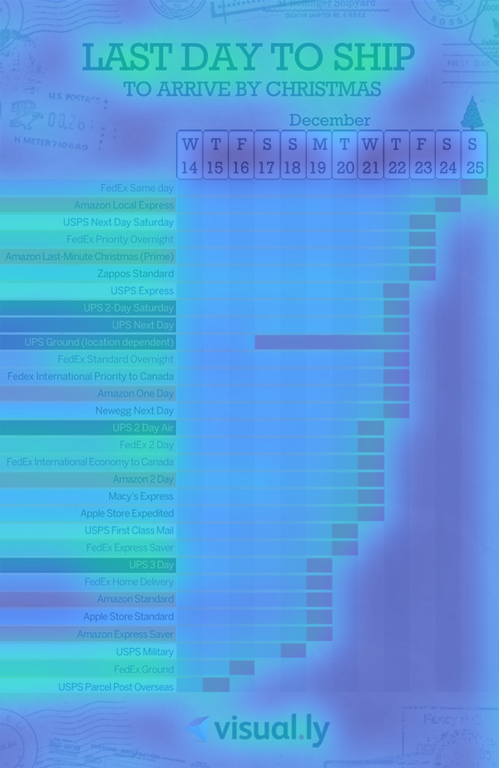 LAST DAY TO SHIP
TO ARRIVE BY CHRISTMAS
December
W T F S S M T W T F S S
14 15 16 17 18 19 20 21 22 23 24 25
FedEx Same day
Amazon Local Express
USPS Next Day Saturday
FedEx Priority Overnight
Amazon Last-Minute Christmas (Prime)
Zappos Standard
USPS Express
UPS 2-Day Saturday
UPS Next Day
UPS Ground (location dependent)
FedEx Standard Overnight
Fedex International Priority to Canada
Amazon One Day
Newegg Next Day
UPS 2 Day Air
FedEx 2 Day
FedEx International Economy to Canada
Amazon 2 Day
Macy's Express
Apple Store Expedited
USPS First Class Mail
FedEx Express Saver
UPS 3 Day
FedEx Home Delivery
Amazon Standard
Apple Store Standard
Amazon Express Saver
USPS Military
FedEx Ground
USPS Parcel Post Overseas
visual.ly